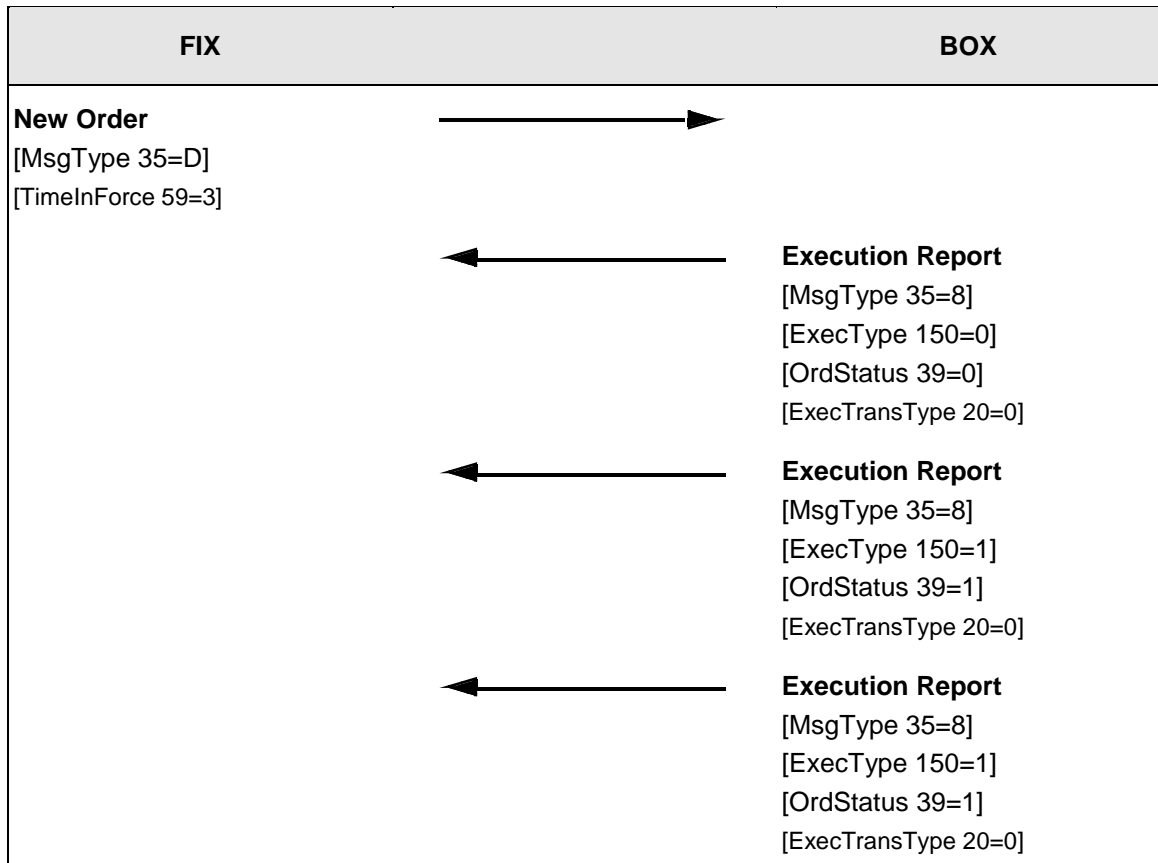 FIX
BOX
New Order
[MsgType 35=D]
[TimeInForce 59=3]
Execution Report
[MsgType 35=8]
[ExecType 150=0]
[OrdStatus 39=0]
[ExecTransType 20=0]
Execution Report
[MsgType 35=8]
[ExecType 150=1]
[OrdStatus 39=1]
[ExecTransType 20=0]
Execution Report
[MsgType 35=8]
[ExecType 150=1]
[OrdStatus 39=1]
[ExecTransType 20=0]